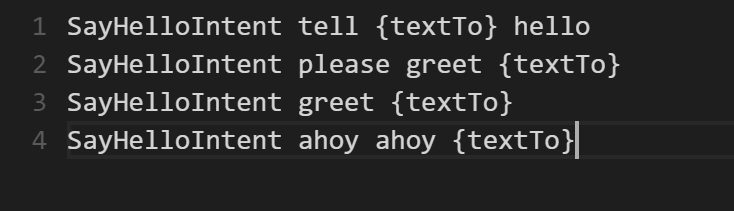 1 SayHelloIntent tell {textTo} hello
2 SayHelloIntent please greet {textTo}
3 SayHelloIntent greet {textTo}
4 SayHelloIntent ahoy ahoy {textTo}